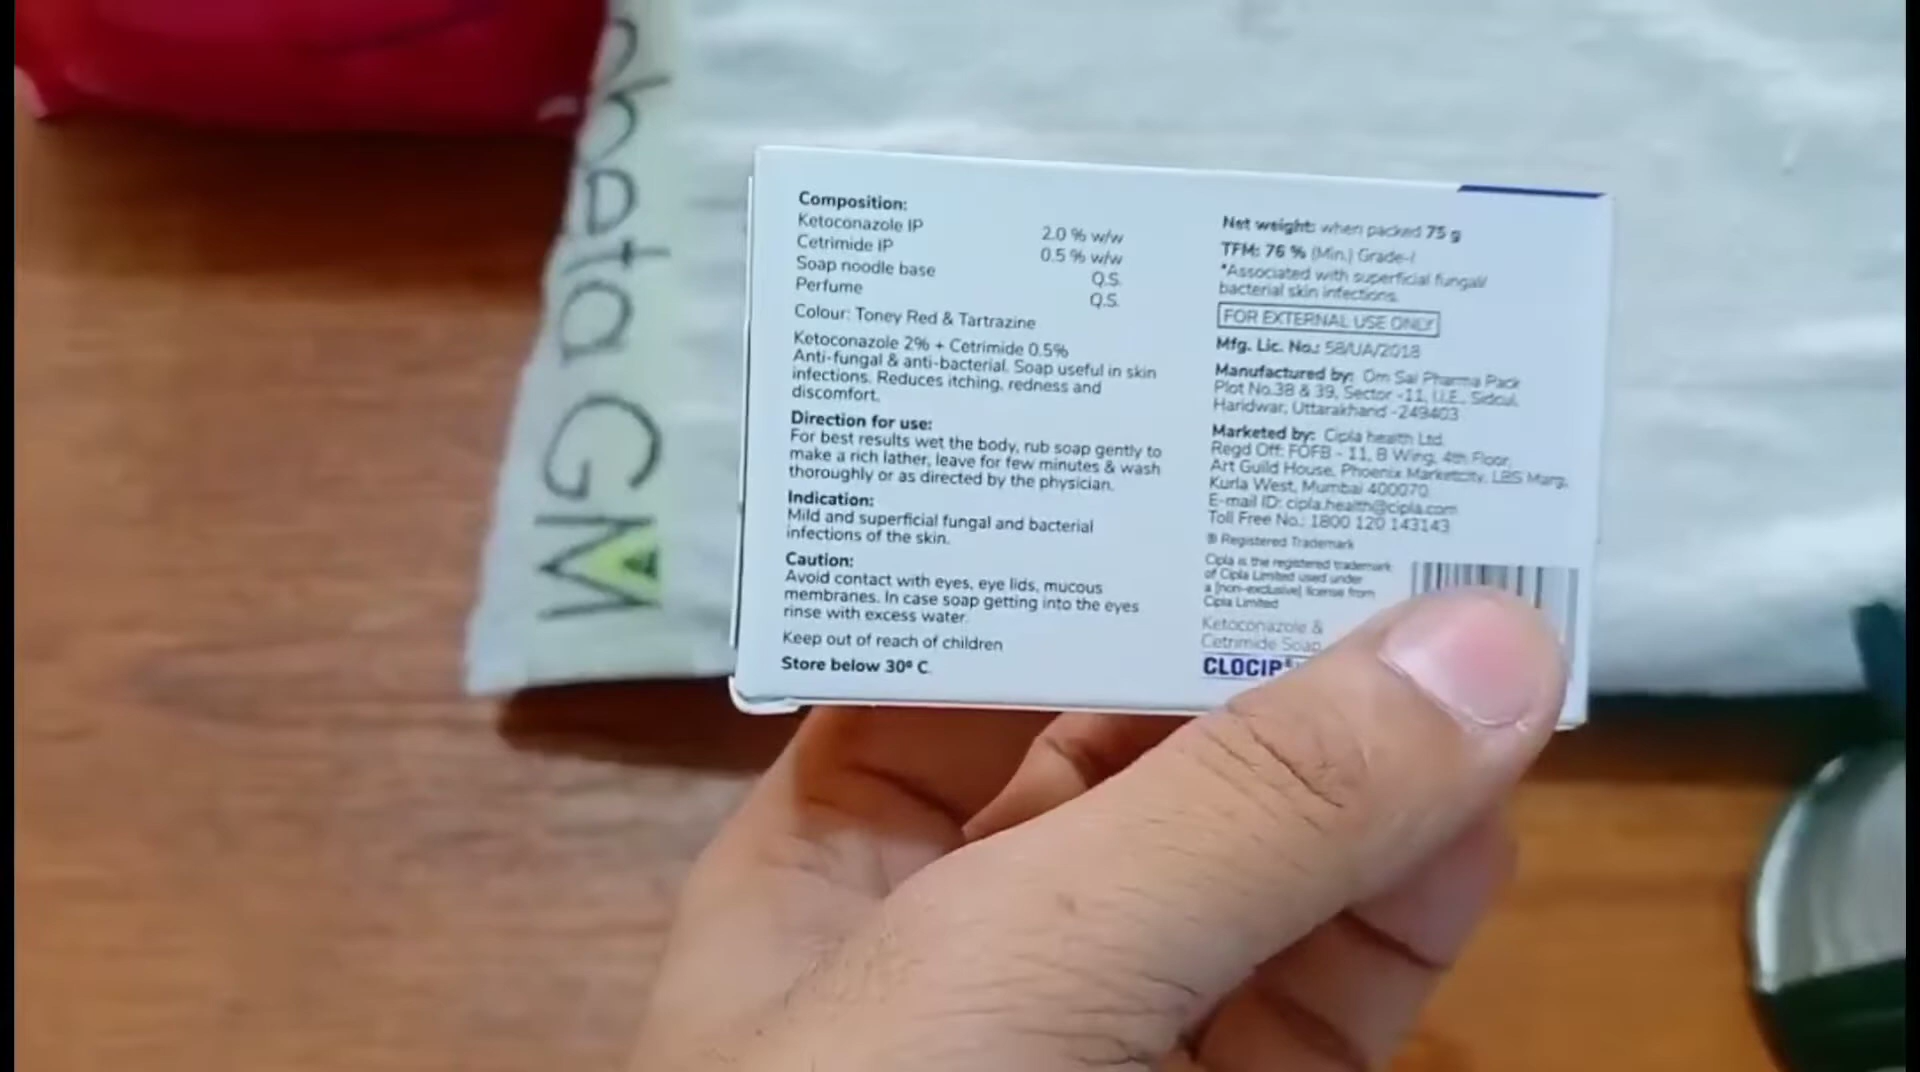 Composition:
Ketoconazole IP 2.0 % w/w
Cetrimide IP 0.5 % w/w
Soap noodle base Q.S.
Perfume Q.S.
Colour: Toney Red & Tartrazine
Ketoconazole 2% + Cetrimide 0.5%
Anti-fungal & anti-bacterial. Soap useful in skin
infections. Reduces itching, redness and
discomfort.
Direction for use:
For best results wet the body, rub soap gently to
make a rich lather, leave for few minutes & wash
thoroughly or as directed by the physician.
Indication:
Mild and superficial fungal and bacterial
infections of the skin.
Caution:
Avoid contact with eyes, eye lids, mucous
membranes. In case soap getting into the eyes
rinse with excess water.
Keep out of reach of children
Store below 30º C.
Net weight: when packed 75 g
TFM: 76 % (Min.) Grade-I
*Associated with superficial fungal/
bacterial skin infections.
FOR EXTERNAL USE ONLY
Mfg. Lic. No.: 58/UA/2018
Manufactured by: Om Sai Pharma Pack
Plot No.38 & 39, Sector -11, I.I.E., Sidcul,
Haridwar, Uttarakhand -249403
Marketed by: Cipla health Ltd.
Regd Off: FOFB - 11, B Wing, 4th Floor,
Art Guild House, Phoenix Marketcity, LBS Marg,
Kurla West, Mumbai 400070.
E-mail ID: cipla.health@cipla.com
Toll Free No.: 1800 120 143143
® Registered Trademark
Cipla is the registered trademark
of Cipla Limited used under
a [non-exclusive] license from
Cipla Limited
Ketoconazole &
Cetrimide Soap
CLOCIP®
GM